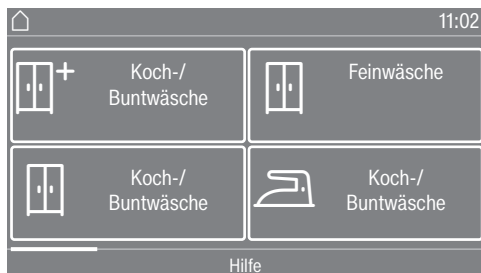 11:02
Koch-/
Buntwäsche
Feinwäsche
Koch-/
Buntwäsche
Koch-/
Buntwäsche
Hilfe